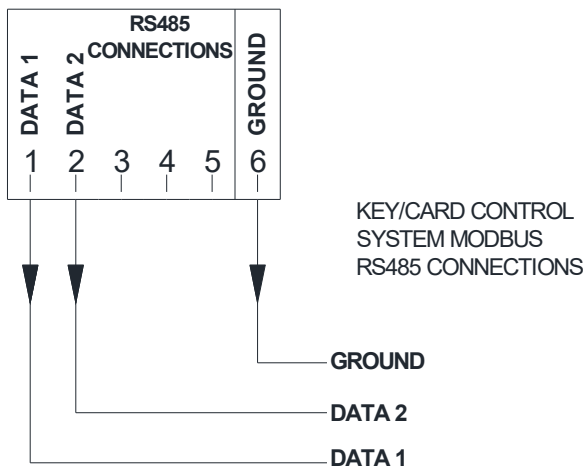 RS485
CONNECTIONS
DATA 1
DATA 2
GROUND
1 2 3 4 5 6
KEY/CARD CONTROL
SYSTEM MODBUS
RS485 CONNECTIONS
GROUND
DATA 2
DATA 1